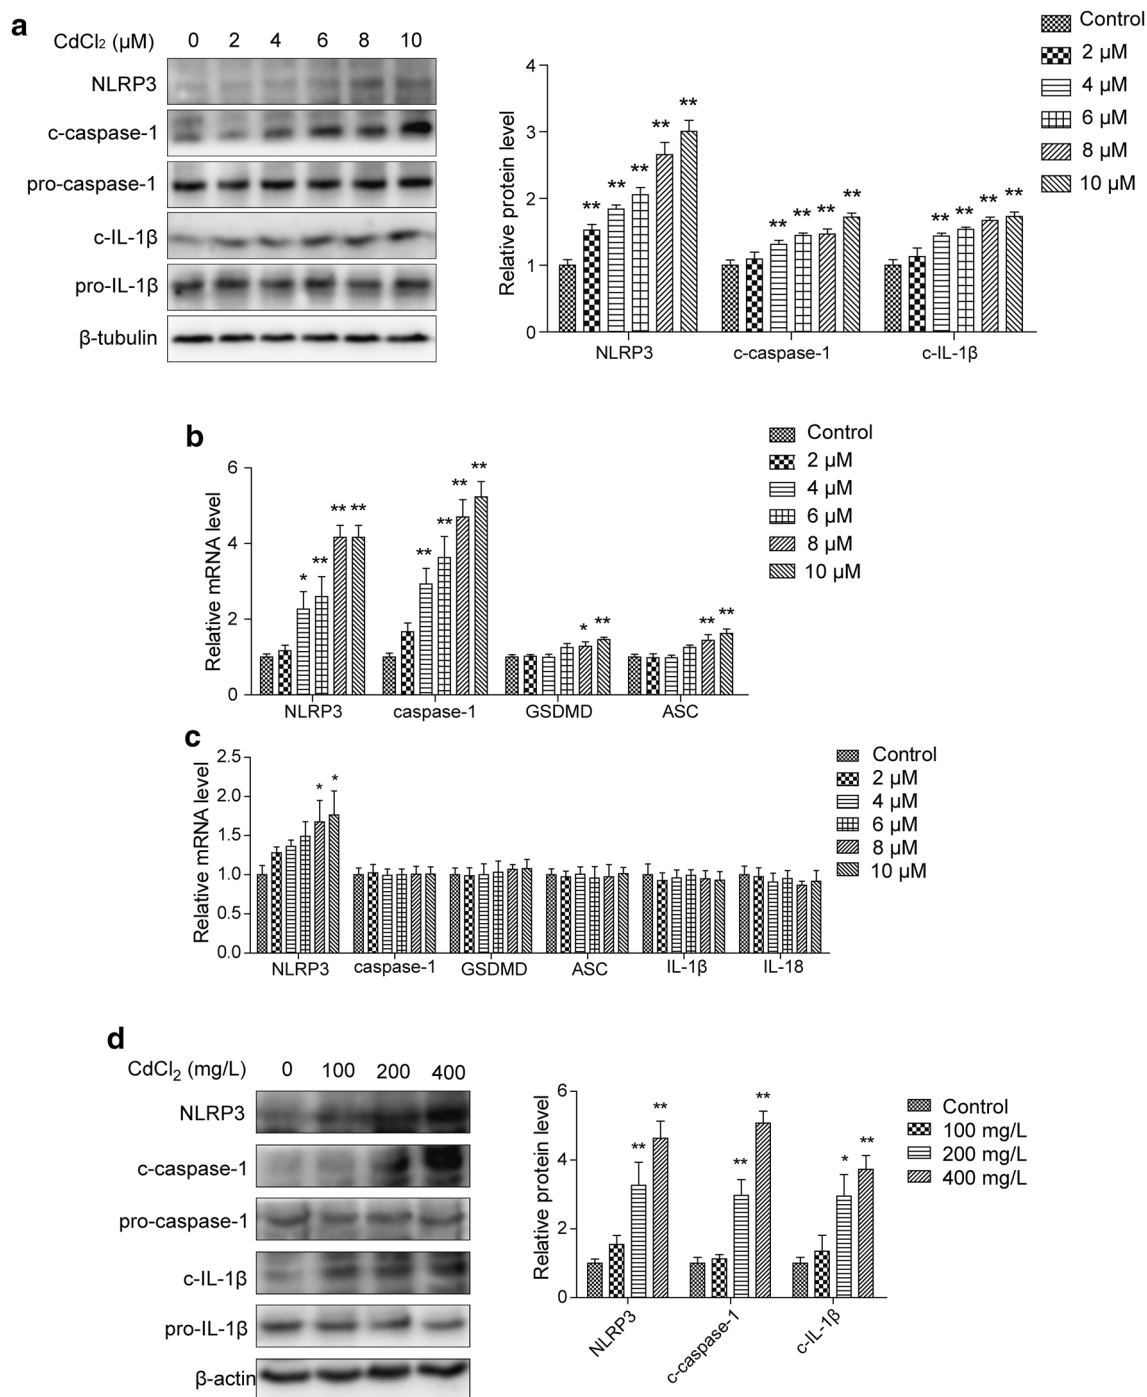 a
CdCl₂ (µM) 0 2 4 6 8 10
NLRP3
c-caspase-1
pro-caspase-1
c-IL-1β
pro-IL-1β
β-tubulin
Relative protein level
4
3
2
1
0
** ** ** ** **
** ** ** **
** ** ** **
NLRP3 c-caspase-1 c-IL-1β
Control
2 µM
4 µM
6 µM
8 µM
10 µM
b
Relative mRNA level
6
4
2
0
* ** ** **
** ** ** **
* **
** **
NLRP3 caspase-1 GSDMD ASC
Control
2 µM
4 µM
6 µM
8 µM
10 µM
c
Relative mRNA level
2.5
2.0
1.5
1.0
0.5
0.0
* *
NLRP3 caspase-1 GSDMD ASC IL-1β IL-18
Control
2 µM
4 µM
6 µM
8 µM
10 µM
d
CdCl₂ (mg/L) 0 100 200 400
NLRP3
c-caspase-1
pro-caspase-1
c-IL-1β
pro-IL-1β
β-actin
Relative protein level
6
4
2
0
** **
** **
* **
NLRP3 c-caspase-1 c-IL-1β
Control
100 mg/L
200 mg/L
400 mg/L